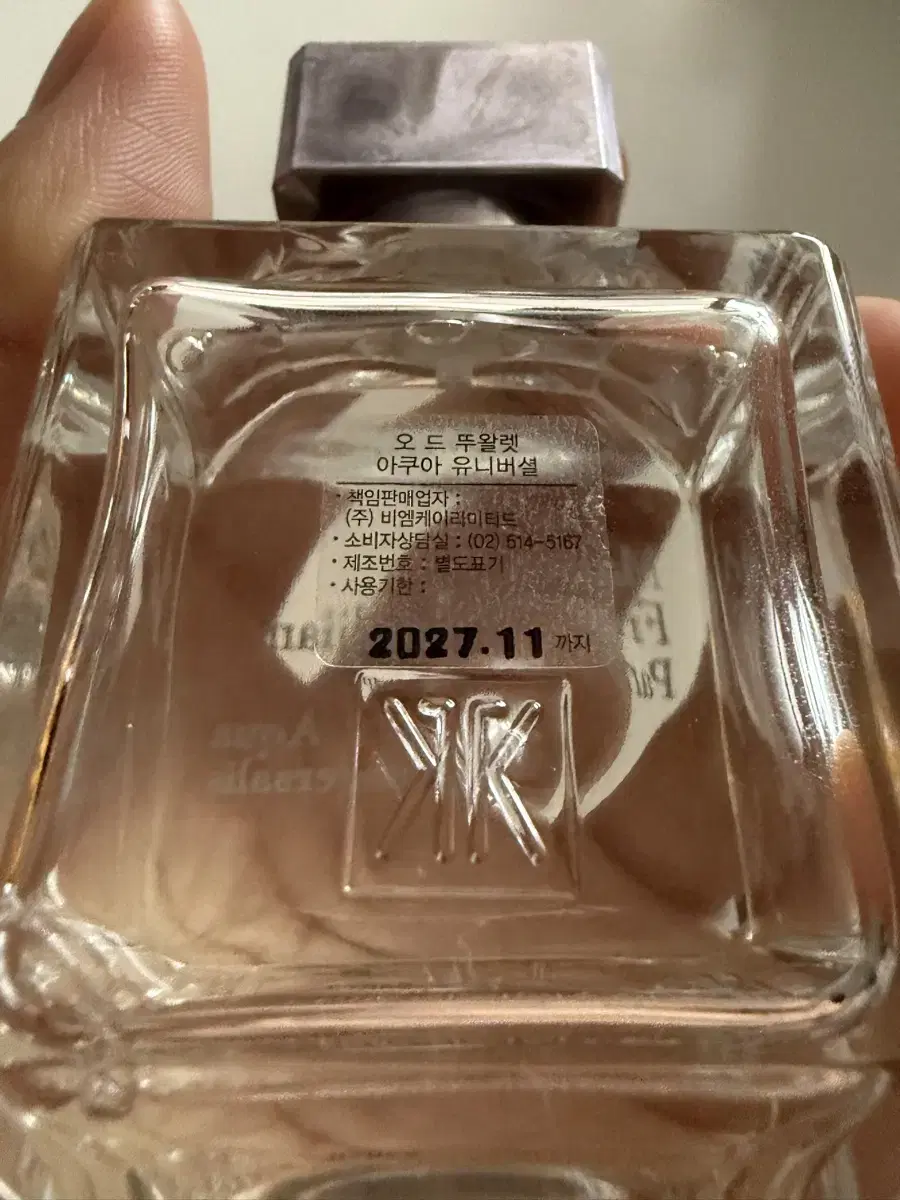 오 드 뚜왈렛
아쿠아 유니버셜
· 책임판매업자 :
(주) 비엠케이리미티드
· 소비자상담실 : (02) 514-5167
· 제조번호 : 별도표기
· 사용기한 :
2027.11 까지